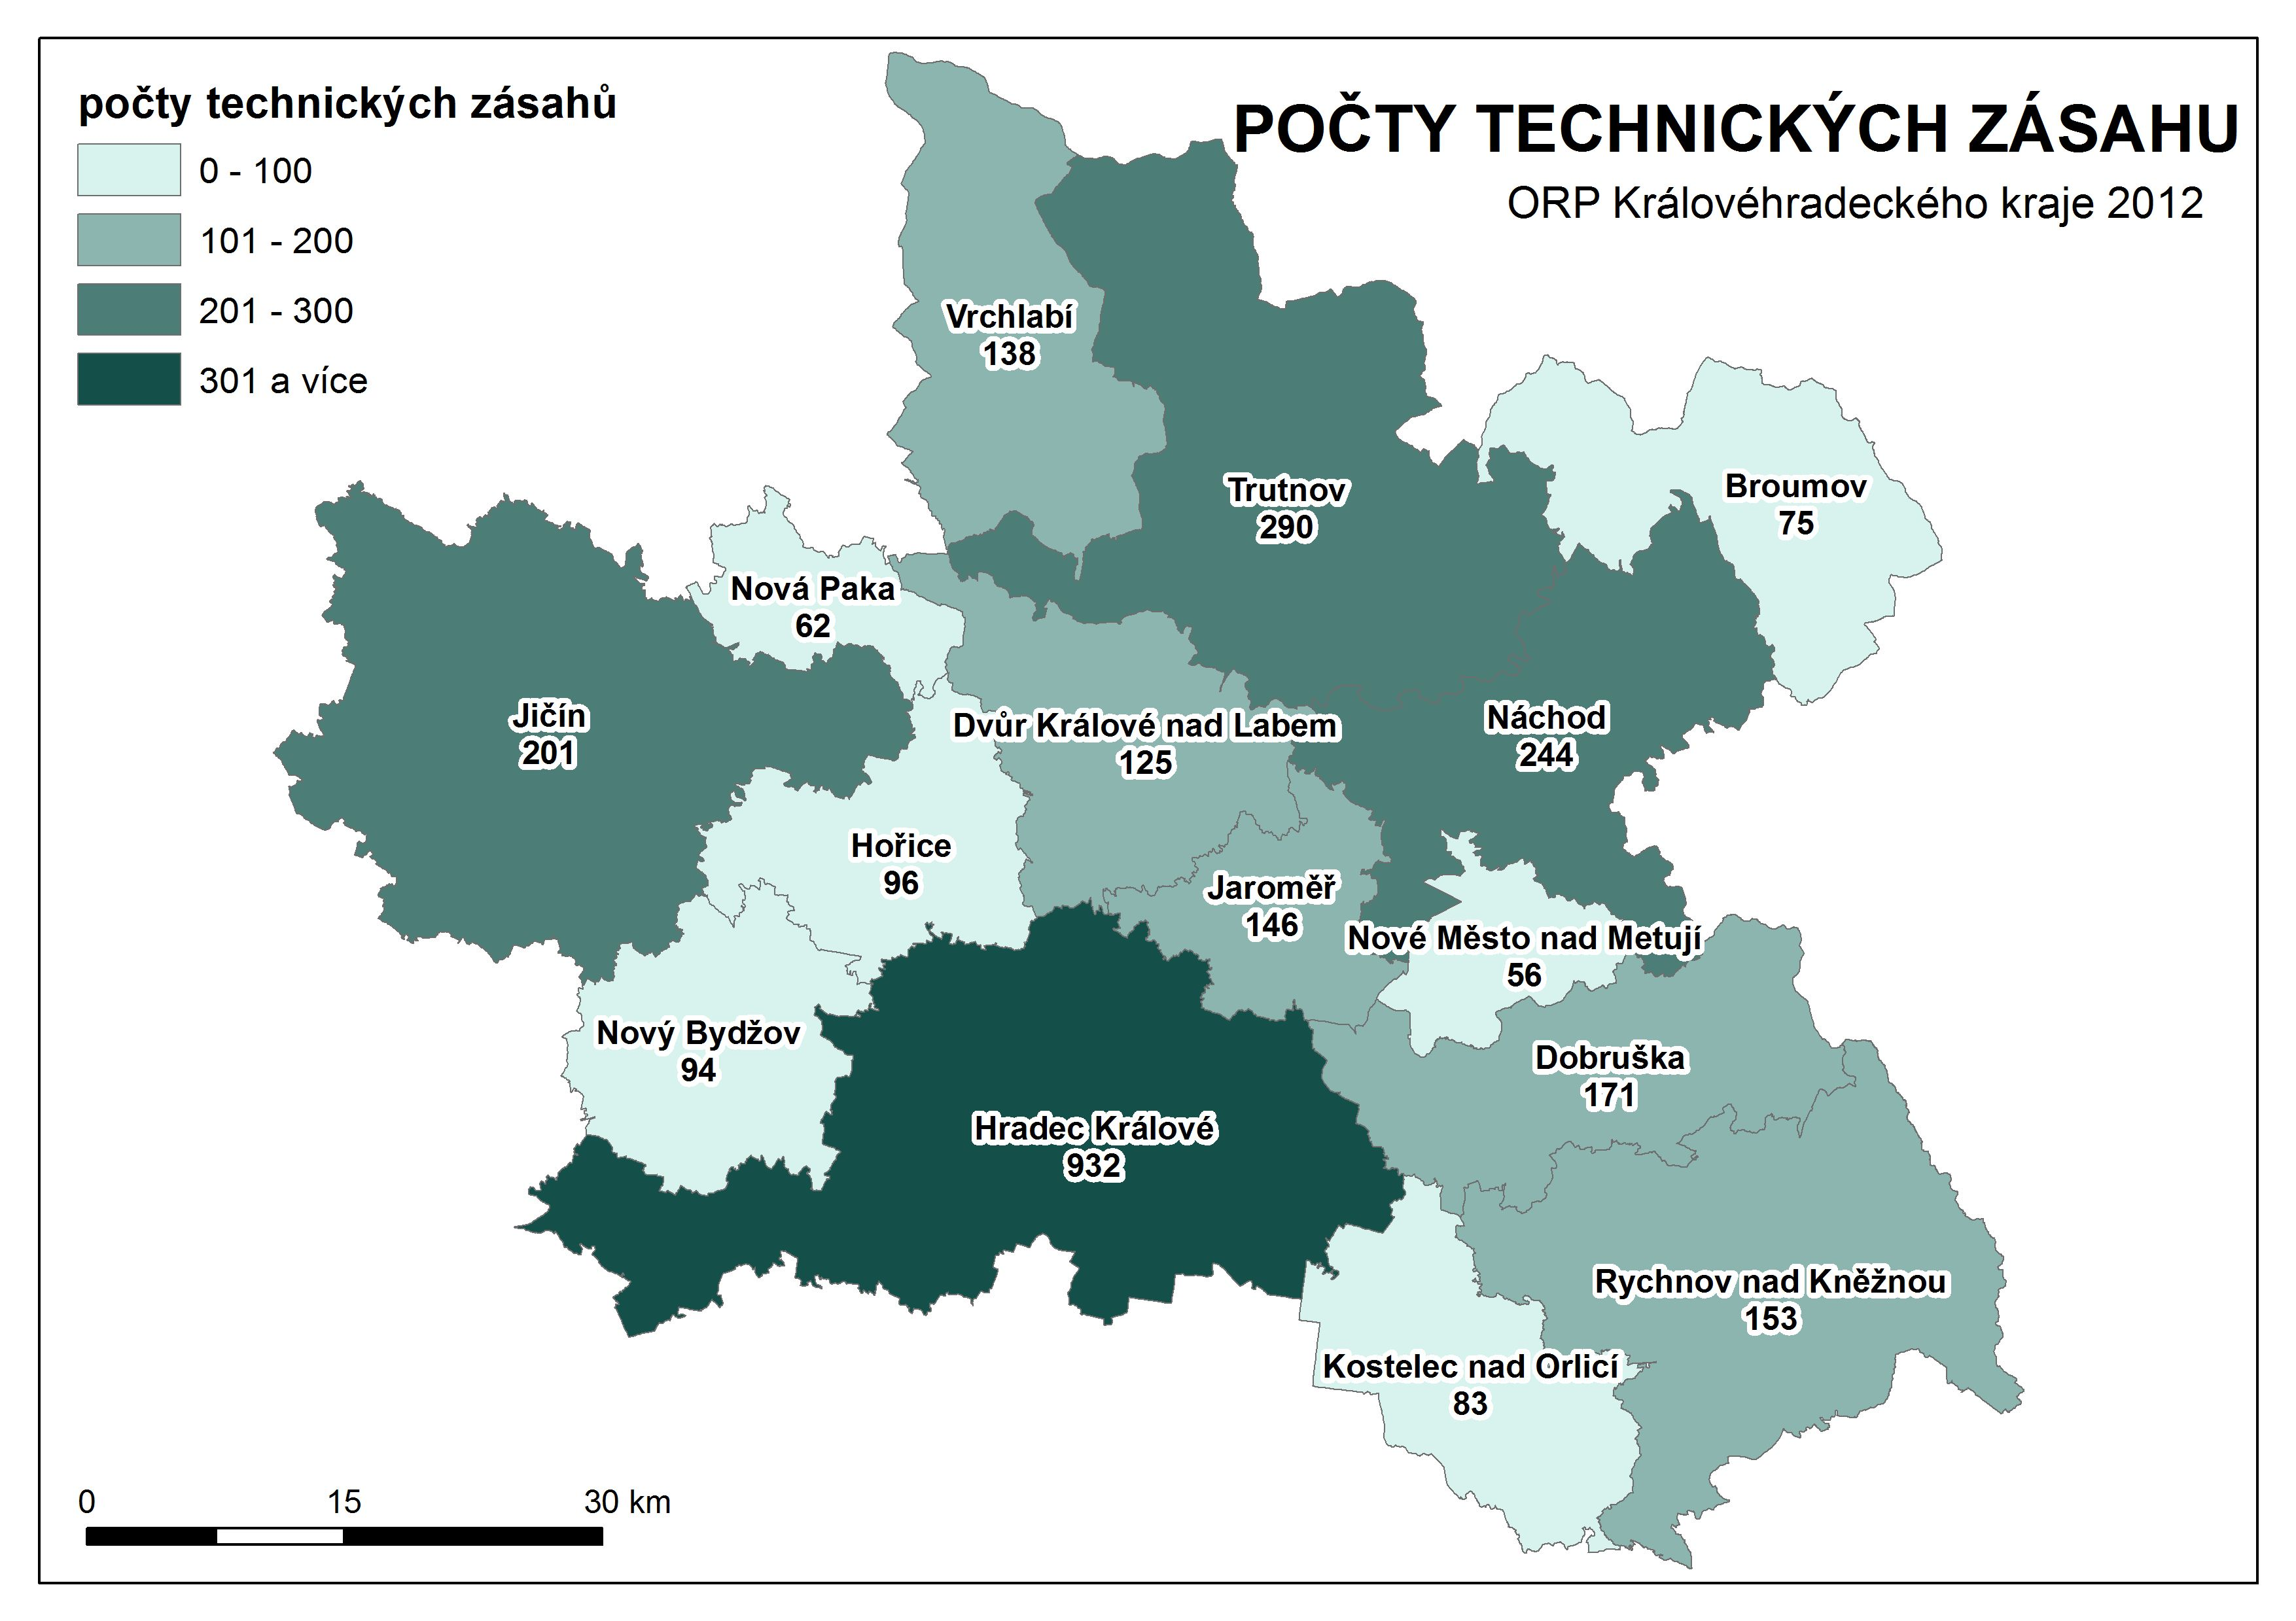 počty technických zásahů
0 - 100
101 - 200
201 - 300
301 a více
POČTY TECHNICKÝCH ZÁSAHU
ORP Královéhradeckého kraje 2012
Vrchlabí
138
Trutnov
290
Broumov
75
Nová Paka
62
Jičín
201
Dvůr Králové nad Labem
125
Náchod
244
Hořice
96
Jaroměř
146
Nové Město nad Metují
56
Nový Bydžov
94
Dobruška
171
Hradec Králové
932
Rychnov nad Kněžnou
153
Kostelec nad Orlicí
83
0 15 30 km